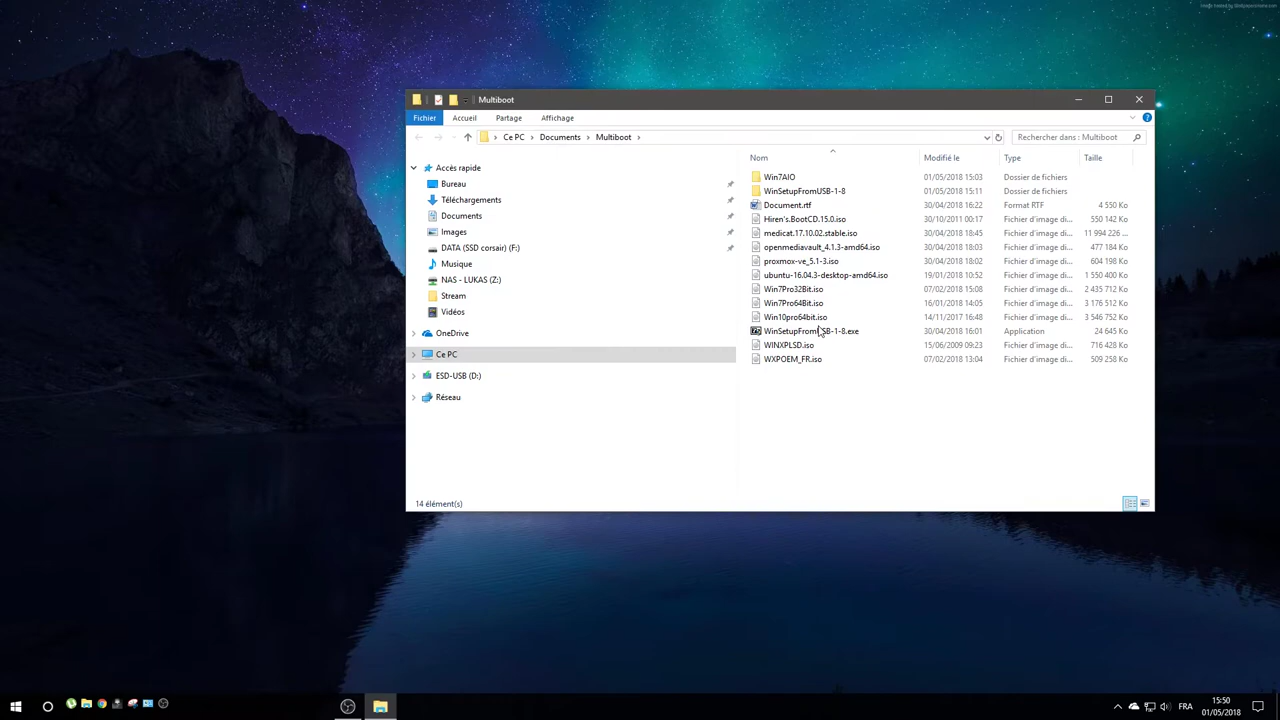 Multiboot
Fichier Accueil Partage Affichage
Ce PC Documents Multiboot
Rechercher dans : Multiboot
Nom Modifié le Type Taille
Accès rapide
Bureau
Téléchargements
Documents
Images
DATA (SSD corsair) (F:)
Musique
NAS - LUKAS (Z:)
Stream
Vidéos
OneDrive
Ce PC
ESD-USB (D:)
Réseau
Win7AIO 01/05/2018 15:03 Dossier de fichiers
WinSetupFromUSB-1-8 01/05/2018 15:11 Dossier de fichiers
Document.rtf 30/04/2018 16:22 Format RTF 4 550 Ko
Hiren's.BootCD.15.0.iso 30/10/2011 00:17 Fichier d'image di... 550 142 Ko
medicat.17.10.02.stable.iso 30/04/2018 18:45 Fichier d'image di... 11 994 226 ...
openmediavault_4.1.3-amd64.iso 30/04/2018 18:03 Fichier d'image di... 477 184 Ko
proxmox-ve_5.1-3.iso 30/04/2018 18:02 Fichier d'image di... 604 198 Ko
ubuntu-16.04.3-desktop-amd64.iso 19/01/2018 10:52 Fichier d'image di... 1 550 400 Ko
Win7Pro32Bit.iso 07/02/2018 15:08 Fichier d'image di... 2 435 712 Ko
Win7Pro64Bit.iso 16/01/2018 14:05 Fichier d'image di... 3 176 512 Ko
Win10pro64bit.iso 14/11/2017 16:48 Fichier d'image di... 3 546 752 Ko
WinSetupFromUSB-1-8.exe 30/04/2018 16:01 Application 24 645 Ko
WINXPLSD.iso 15/06/2009 09:23 Fichier d'image di... 716 428 Ko
WXPOEM_FR.iso 07/02/2018 13:04 Fichier d'image di... 509 258 Ko
14 élément(s)
FRA
15:50
01/05/2018